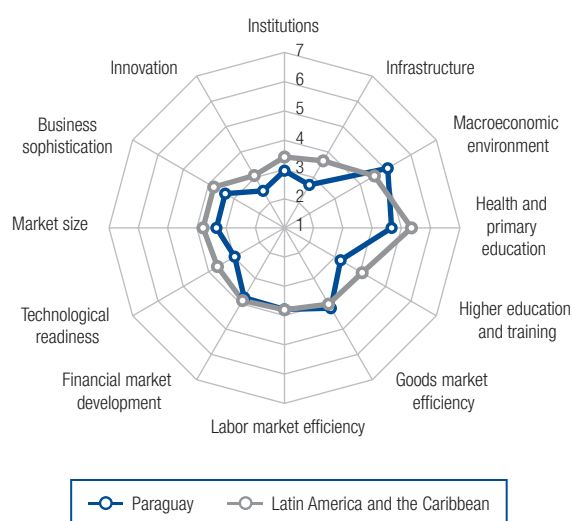 Institutions
7
6
5
4
3
2
1
Infrastructure
Macroeconomic
environment
Health and
primary
education
Higher education
and training
Goods market
efficiency
Labor market efficiency
Financial market
development
Technological
readiness
Market size
Business
sophistication
Innovation
Paraguay
Latin America and the Caribbean